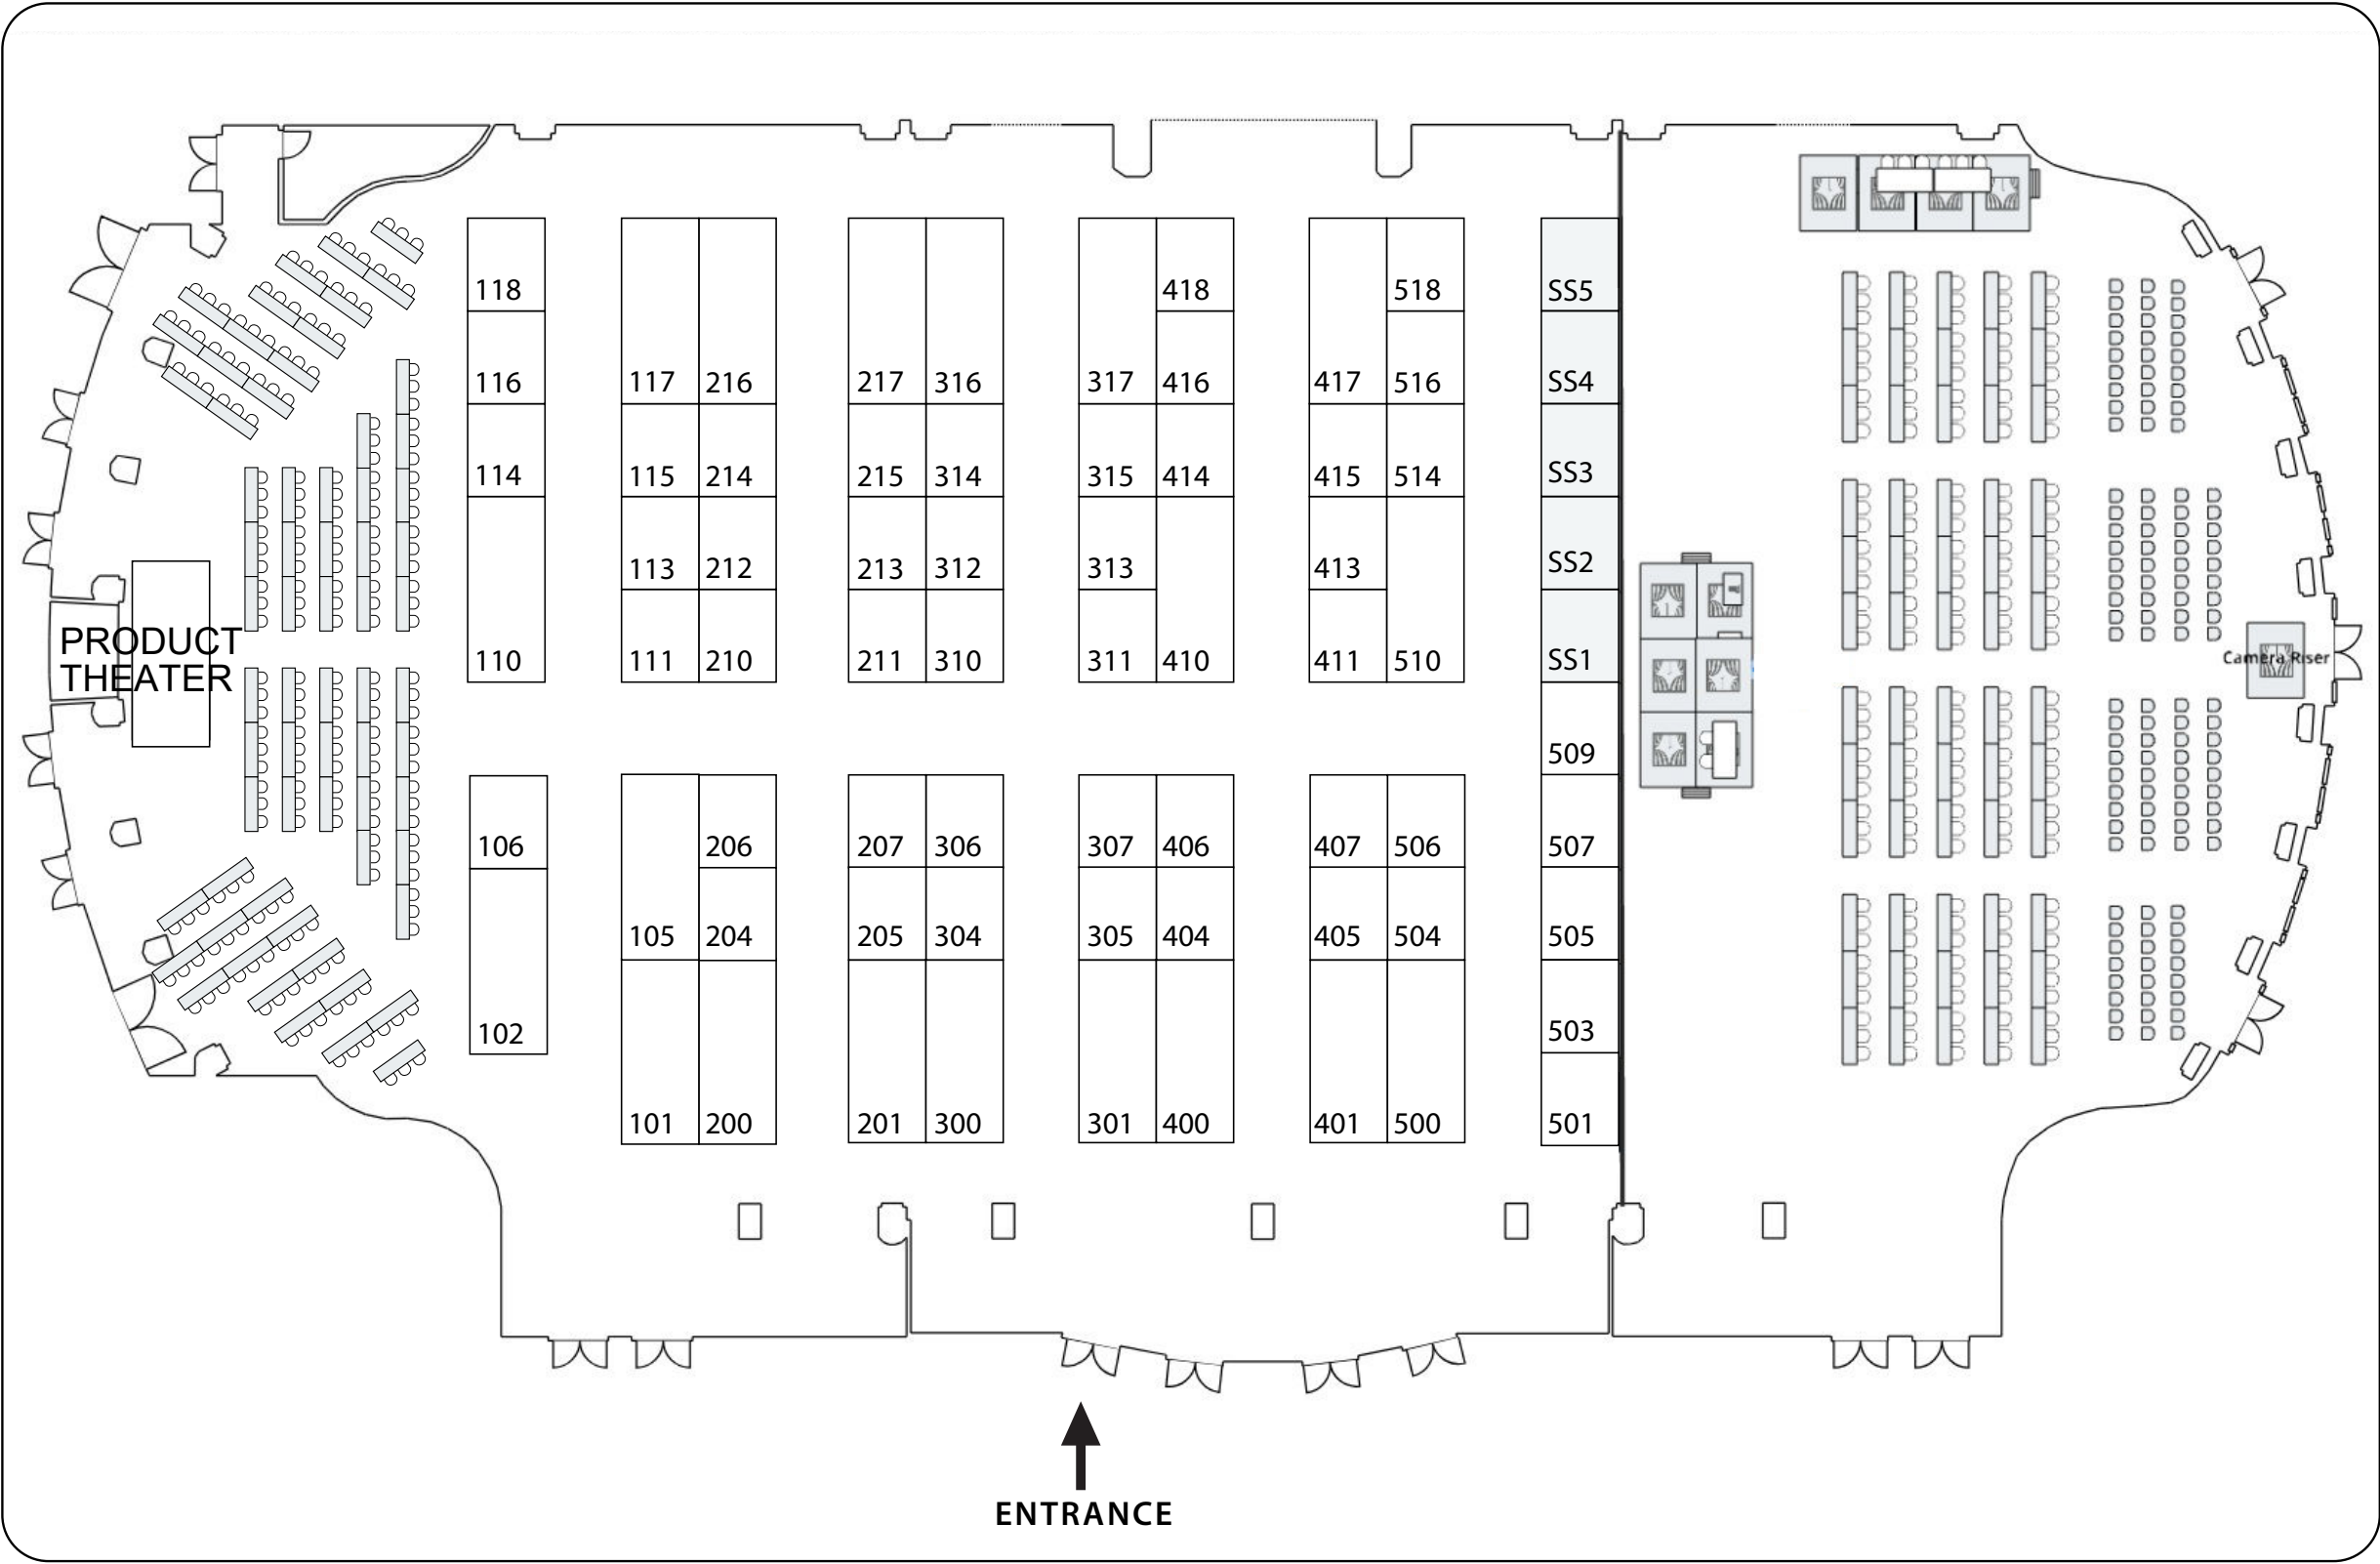 118 418 518 SS5
116 117 216 217 316 317 416 417 516 SS4
114 115 214 215 314 315 414 415 514 SS3
113 212 213 312 313 413 SS2
PRODUCT
THEATER
110 111 210 211 310 311 410 411 510 SS1
Camera Riser
509
106 206 207 306 307 406 407 506 507
105 204 205 304 305 404 405 504 505
102 503
101 200 201 300 301 400 401 500 501
ENTRANCE